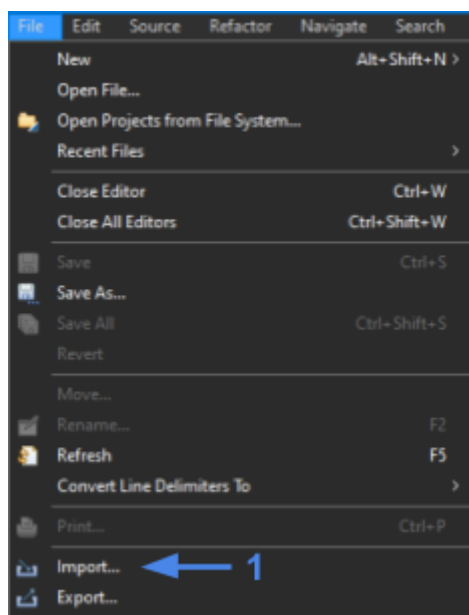 File Edit Source Refactor Navigate Search
New Alt+Shift+N >
Open File...
Open Projects from File System...
Recent Files >
Close Editor Ctrl+W
Close All Editors Ctrl+Shift+W
Save Ctrl+S
Save As...
Save All Ctrl+Shift+S
Revert
Move...
Rename... F2
Refresh F5
Convert Line Delimiters To >
Print... Ctrl+P
Import... 1
Export...